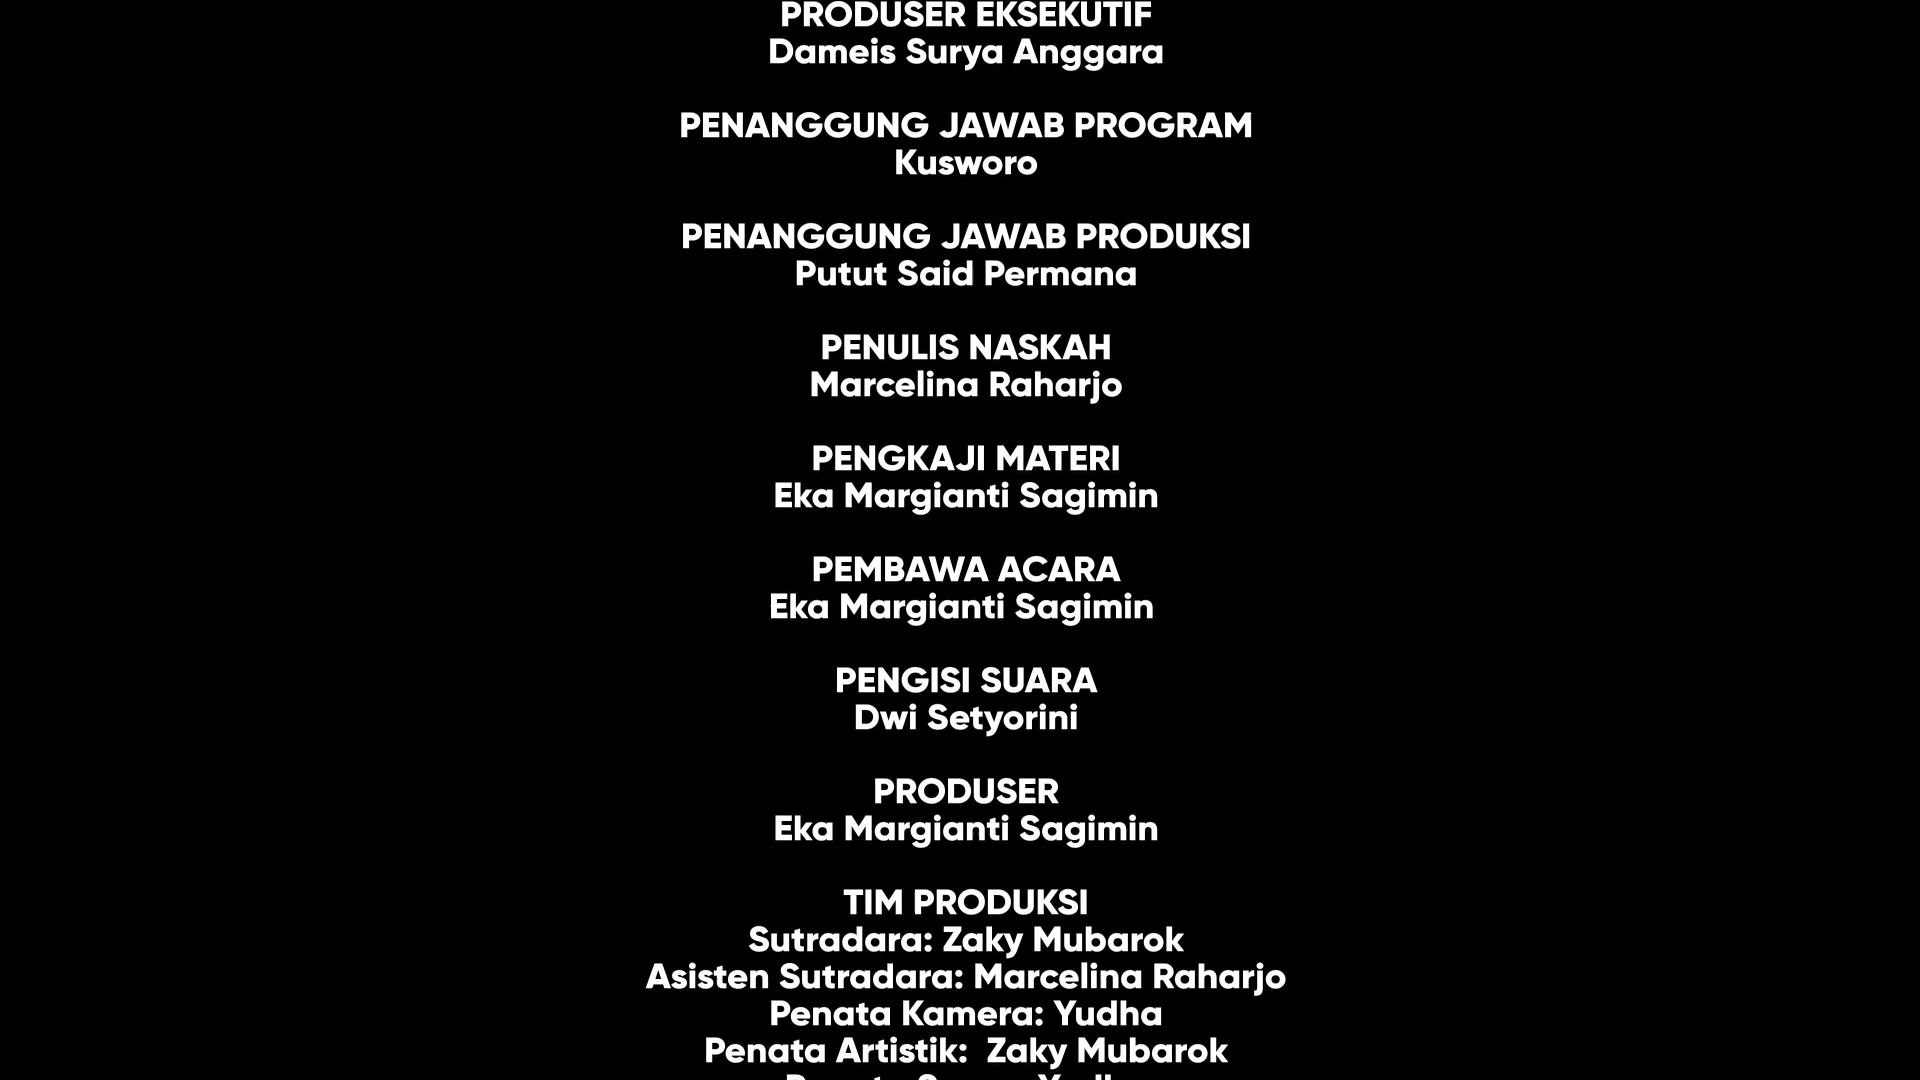 PRODUSER EKSEKUTIF
Dameis Surya Anggara
PENANGGUNG JAWAB PROGRAM
Kusworo
PENANGGUNG JAWAB PRODUKSI
Putut Said Permana
PENULIS NASKAH
Marcelina Raharjo
PENGKAJI MATERI
Eka Margianti Sagimin
PEMBAWA ACARA
Eka Margianti Sagimin
PENGISI SUARA
Dwi Setyorini
PRODUSER
Eka Margianti Sagimin
TIM PRODUKSI
Sutradara: Zaky Mubarok
Asisten Sutradara: Marcelina Raharjo
Penata Kamera: Yudha
Penata Artistik:  Zaky Mubarok